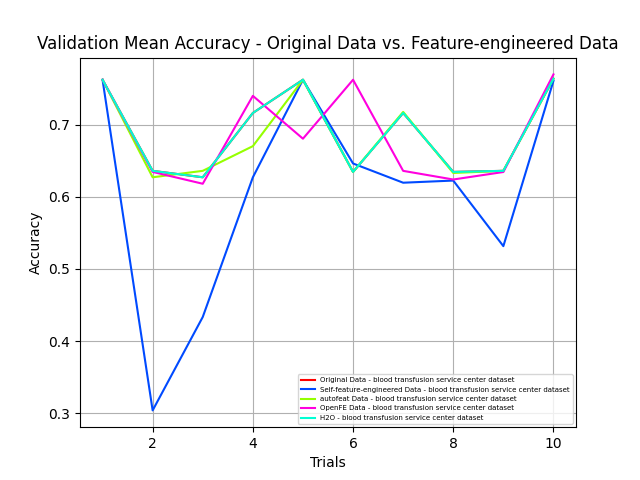 Validation Mean Accuracy - Original Data vs. Feature-engineered Data
0.7
0.6
0.5
0.4
0.3
Accuracy
Original Data - blood transfusion service center dataset
Self-feature-engineered Data - blood transfusion service center dataset
autofeat Data - blood transfusion service center dataset
OpenFE Data - blood transfusion service center dataset
H2O - blood transfusion service center dataset
2 4 6 8 10
Trials